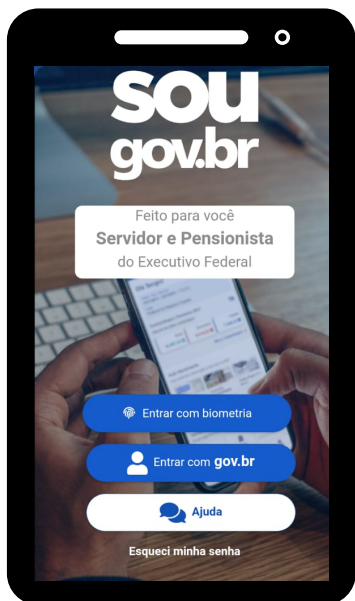 sou
gov.br
Feito para você
Servidor e Pensionista
do Executivo Federal
Entrar com biometria
Entrar com gov.br
Ajuda
Esqueci minha senha